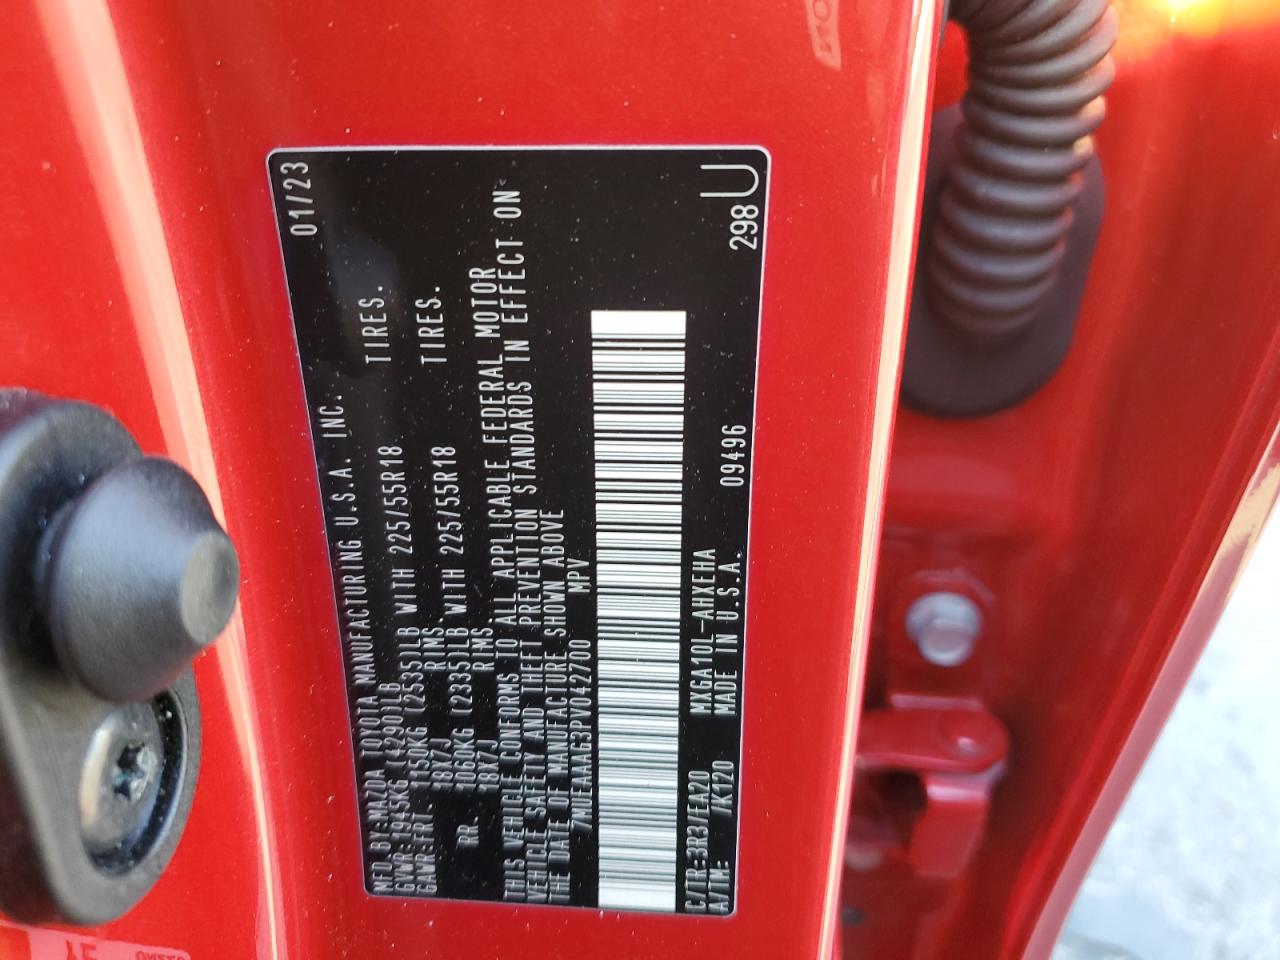 MFD.BY:MAZDA TOYOTA MANUFACTURING U.S.A. INC. 01/23
GVWR:1945KG (4290)LB
GAWR:FRT. 1150KG (2535)LB WITH 225/55R18 TIRES.
18X7J RIMS.
RR. 1060KG (2335)LB WITH 225/55R18 TIRES.
18X7J RIMS
THIS VEHICLE CONFORMS TO ALL APPLICABLE FEDERAL MOTOR
VEHICLE SAFETY AND THEFT PREVENTION STANDARDS IN EFFECT ON
THE DATE OF MANUFACTURE SHOWN ABOVE
7MUFAAAG3PV042700 MPV
C/TR:3R3/FA20 MXGA10L-AHXEHA 09496 298U
A/TM: /K120 MADE IN U.S.A.